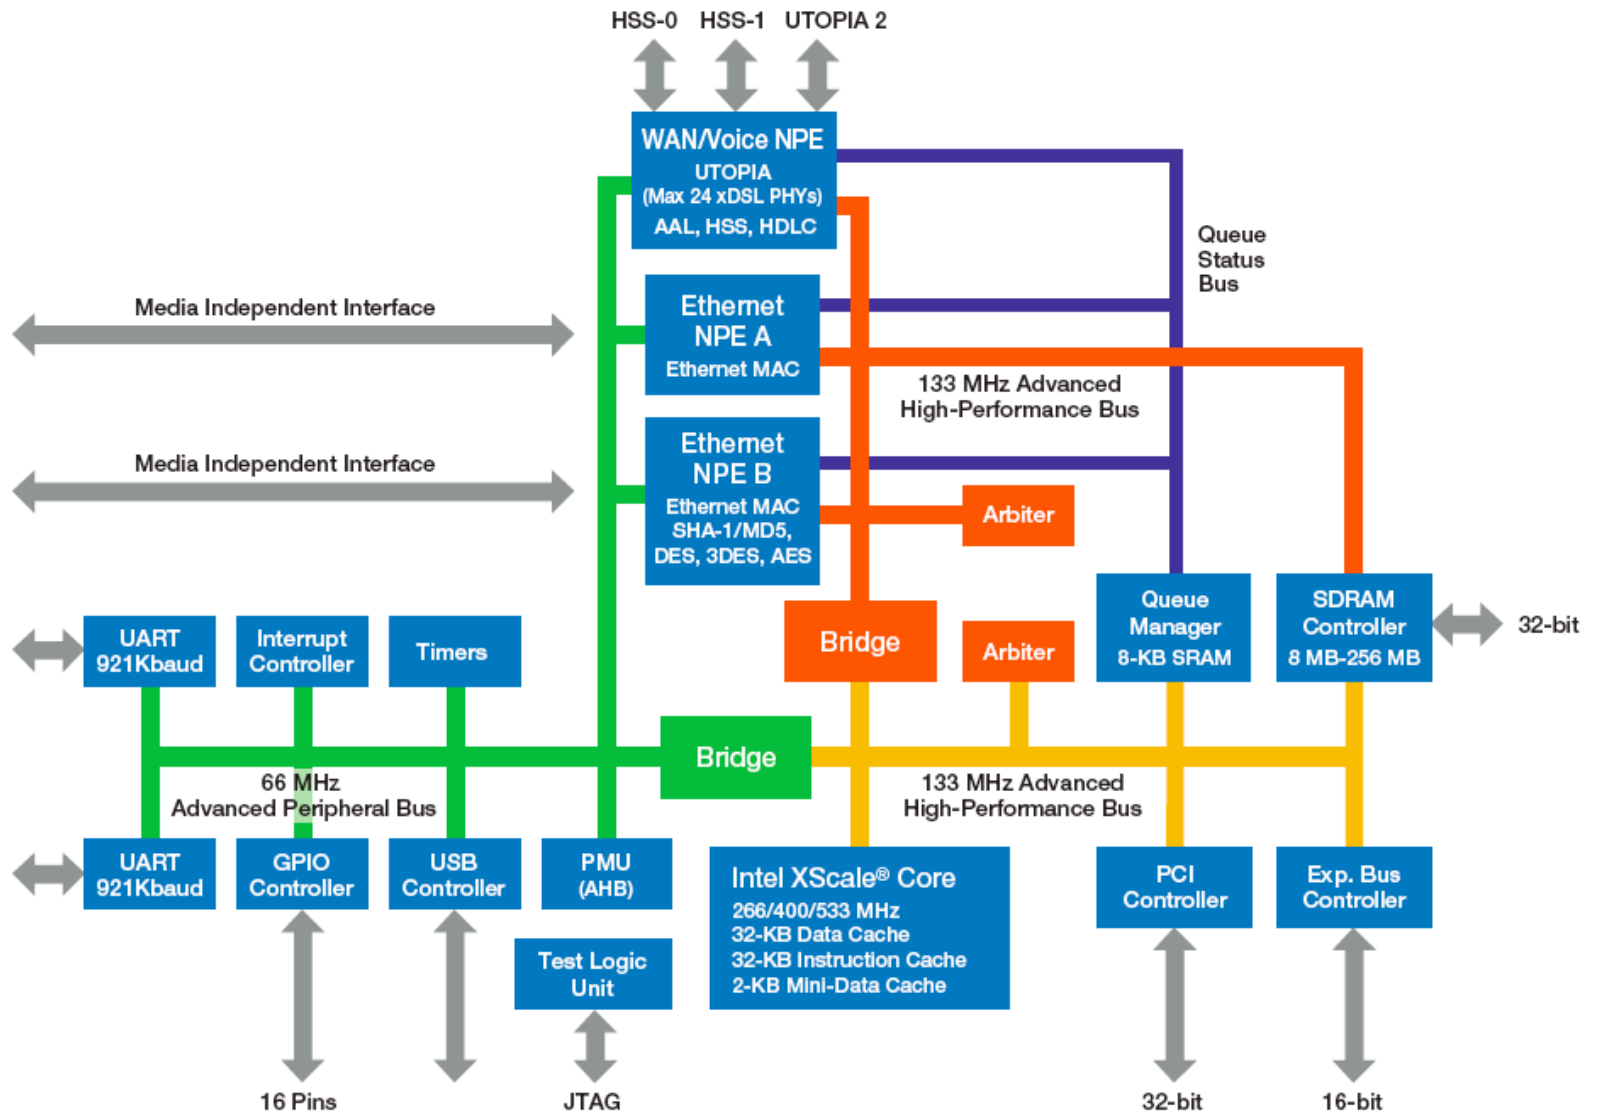 HSS-0 HSS-1 UTOPIA 2
WAN/Voice NPE
UTOPIA
(Max 24 xDSL PHYs)
AAL, HSS, HDLC
Queue
Status
Bus
Media Independent Interface
Ethernet
NPE A
Ethernet MAC
133 MHz Advanced
High-Performance Bus
Media Independent Interface
Ethernet
NPE B
Ethernet MAC
SHA-1/MD5,
DES, 3DES, AES
Arbiter
UART
921Kbaud
Interrupt
Controller
Timers
Bridge
Arbiter
Queue
Manager
8-KB SRAM
SDRAM
Controller
8 MB-256 MB
32-bit
Bridge
66 MHz
Advanced Peripheral Bus
133 MHz Advanced
High-Performance Bus
UART
921Kbaud
GPIO
Controller
USB
Controller
PMU
(AHB)
Intel XScale® Core
266/400/533 MHz
32-KB Data Cache
32-KB Instruction Cache
2-KB Mini-Data Cache
PCI
Controller
Exp. Bus
Controller
Test Logic
Unit
16 Pins
JTAG
32-bit
16-bit